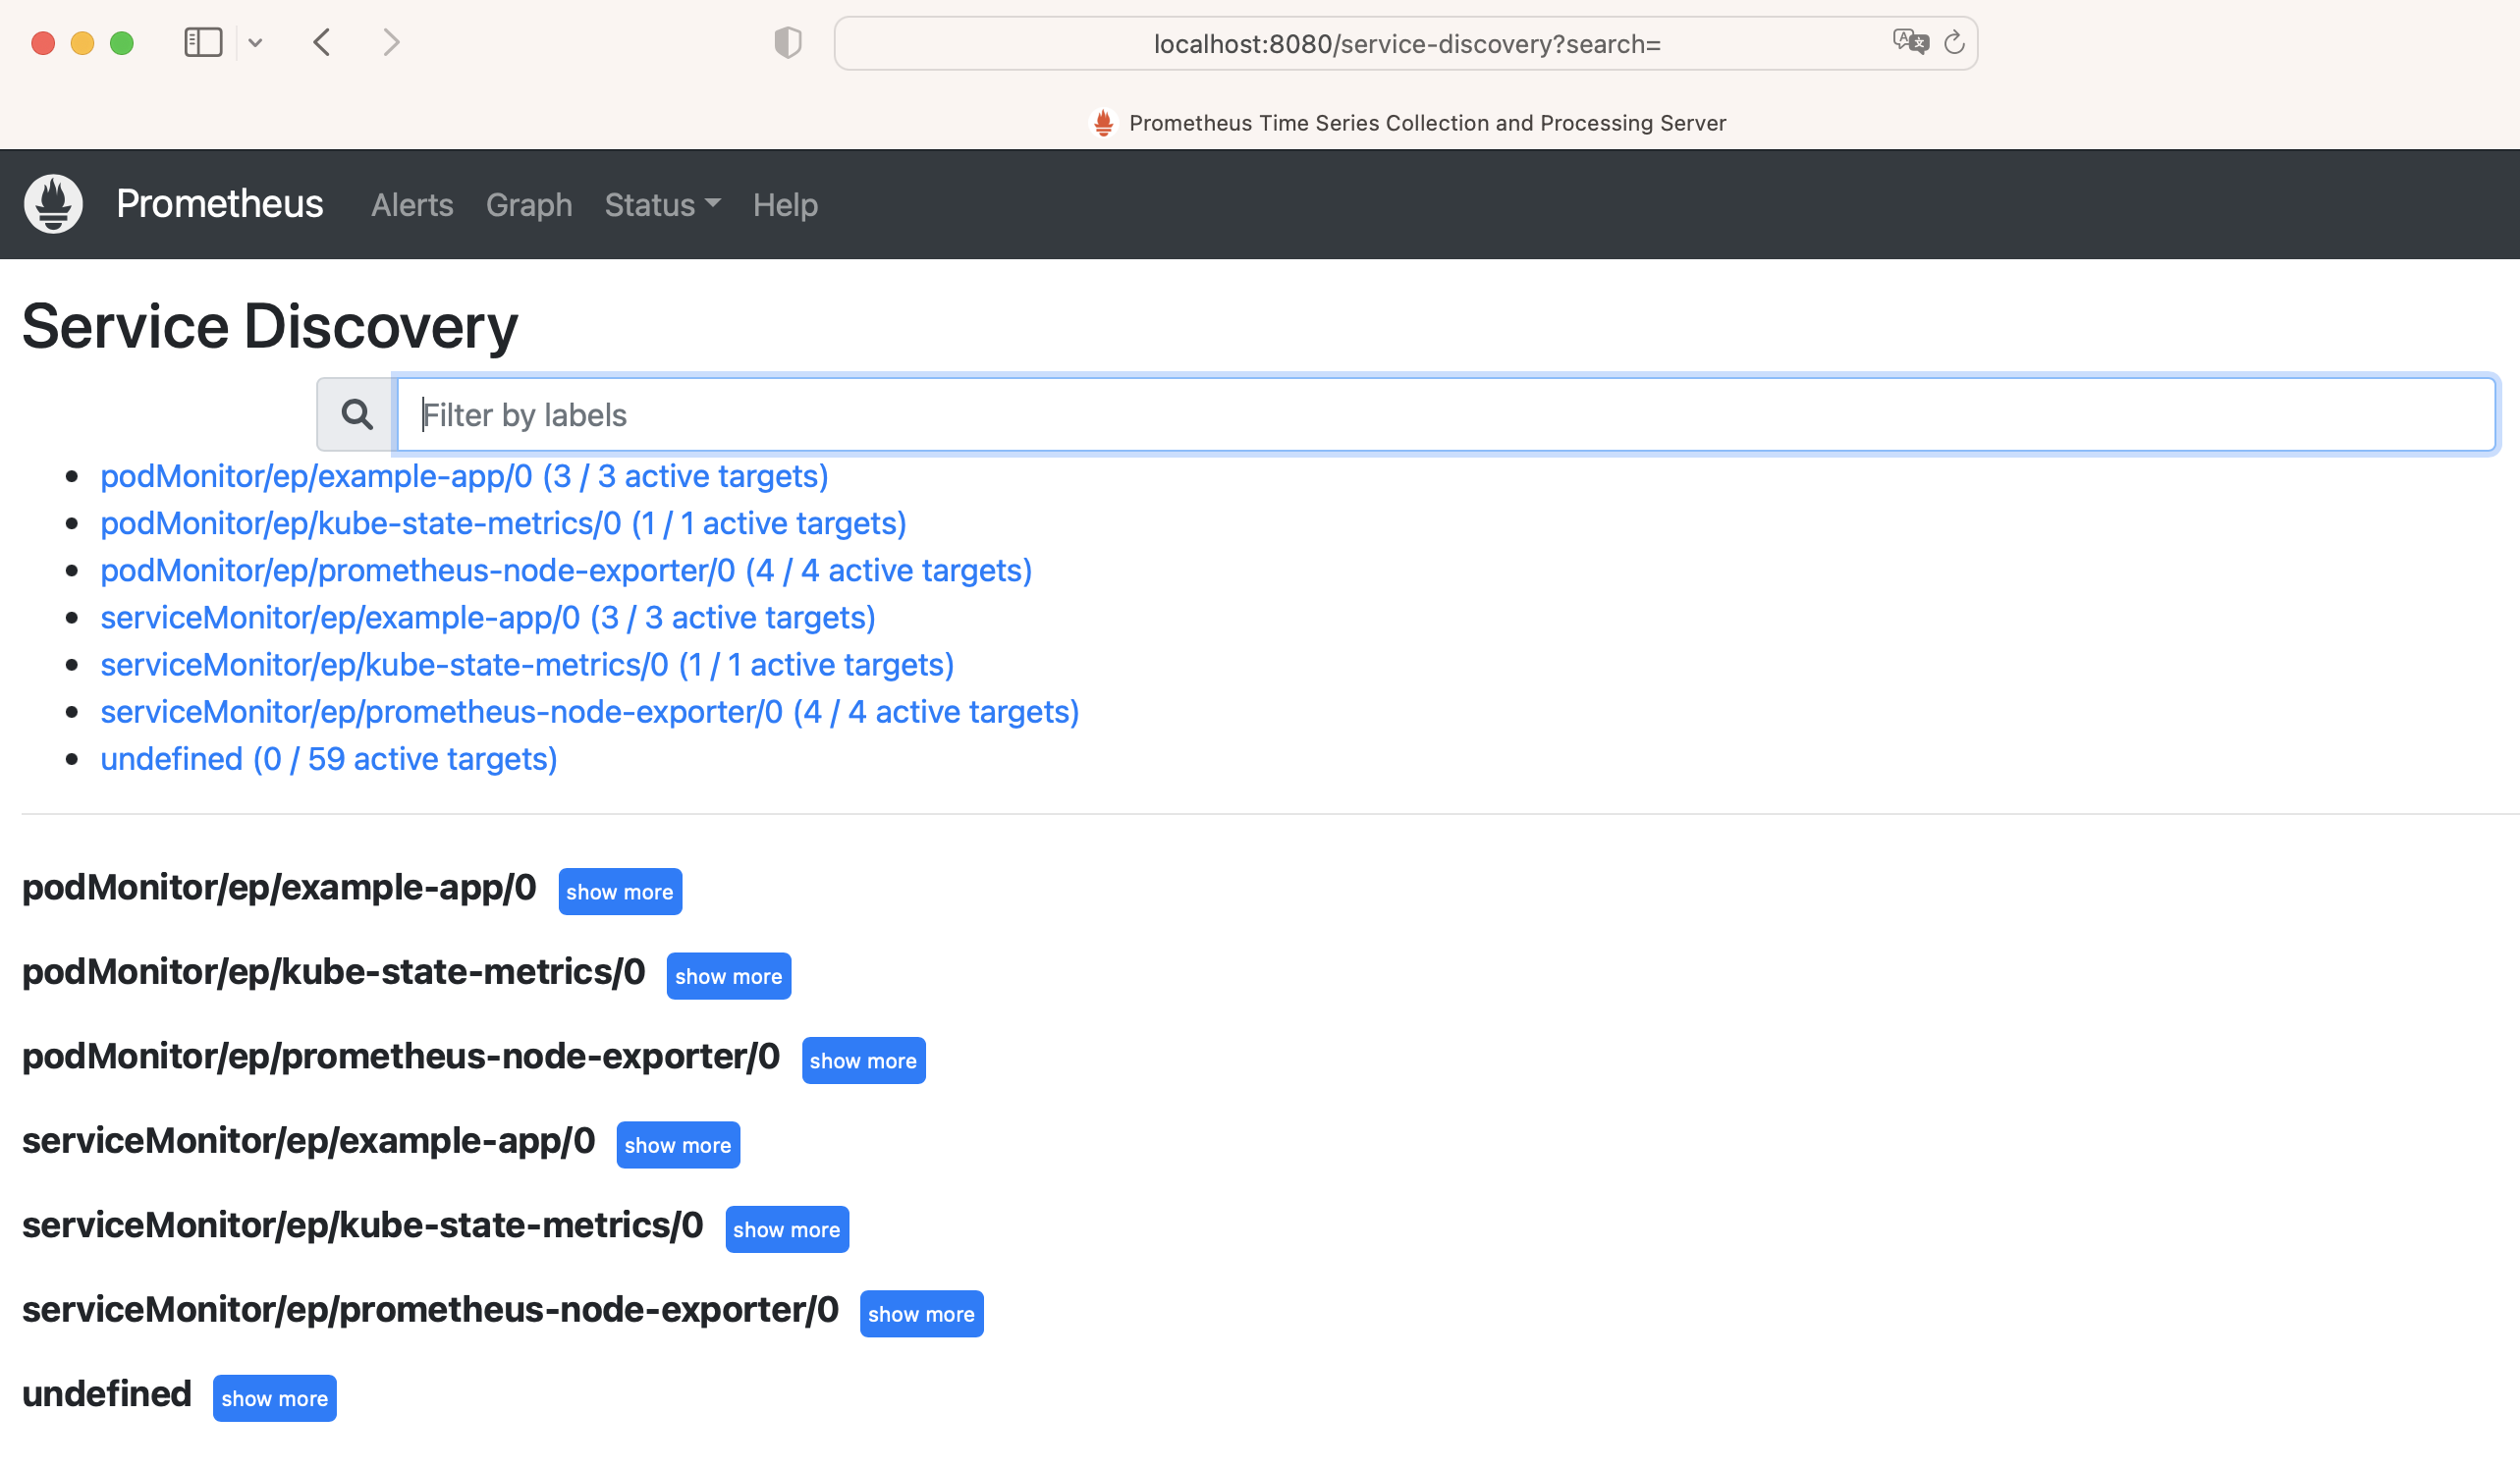 localhost:8080/service-discovery?search=
Prometheus Time Series Collection and Processing Server
Prometheus Alerts Graph Status Help
Service Discovery
Filter by labels
podMonitor/ep/example-app/0 (3 / 3 active targets)
podMonitor/ep/kube-state-metrics/0 (1 / 1 active targets)
podMonitor/ep/prometheus-node-exporter/0 (4 / 4 active targets)
serviceMonitor/ep/example-app/0 (3 / 3 active targets)
serviceMonitor/ep/kube-state-metrics/0 (1 / 1 active targets)
serviceMonitor/ep/prometheus-node-exporter/0 (4 / 4 active targets)
undefined (0 / 59 active targets)
podMonitor/ep/example-app/0 show more
podMonitor/ep/kube-state-metrics/0 show more
podMonitor/ep/prometheus-node-exporter/0 show more
serviceMonitor/ep/example-app/0 show more
serviceMonitor/ep/kube-state-metrics/0 show more
serviceMonitor/ep/prometheus-node-exporter/0 show more
undefined show more